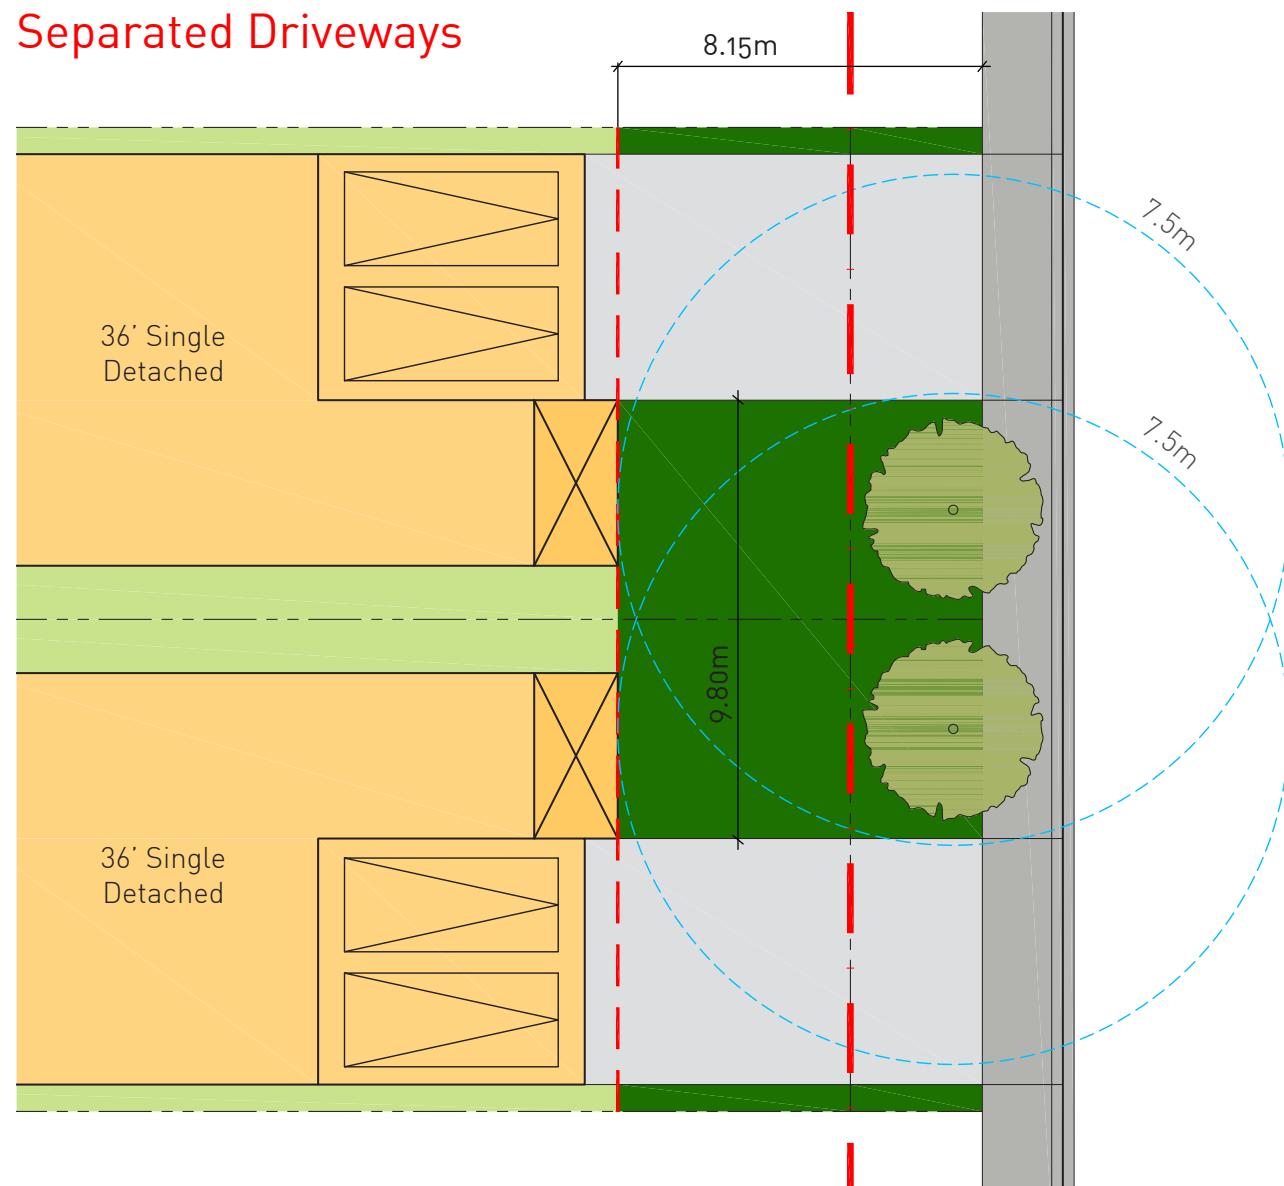 Separated Driveways
8.15m
7.5m
36’ Single
Detached
7.5m
9.80m
36’ Single
Detached